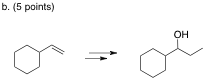 b. (5 points)
OH